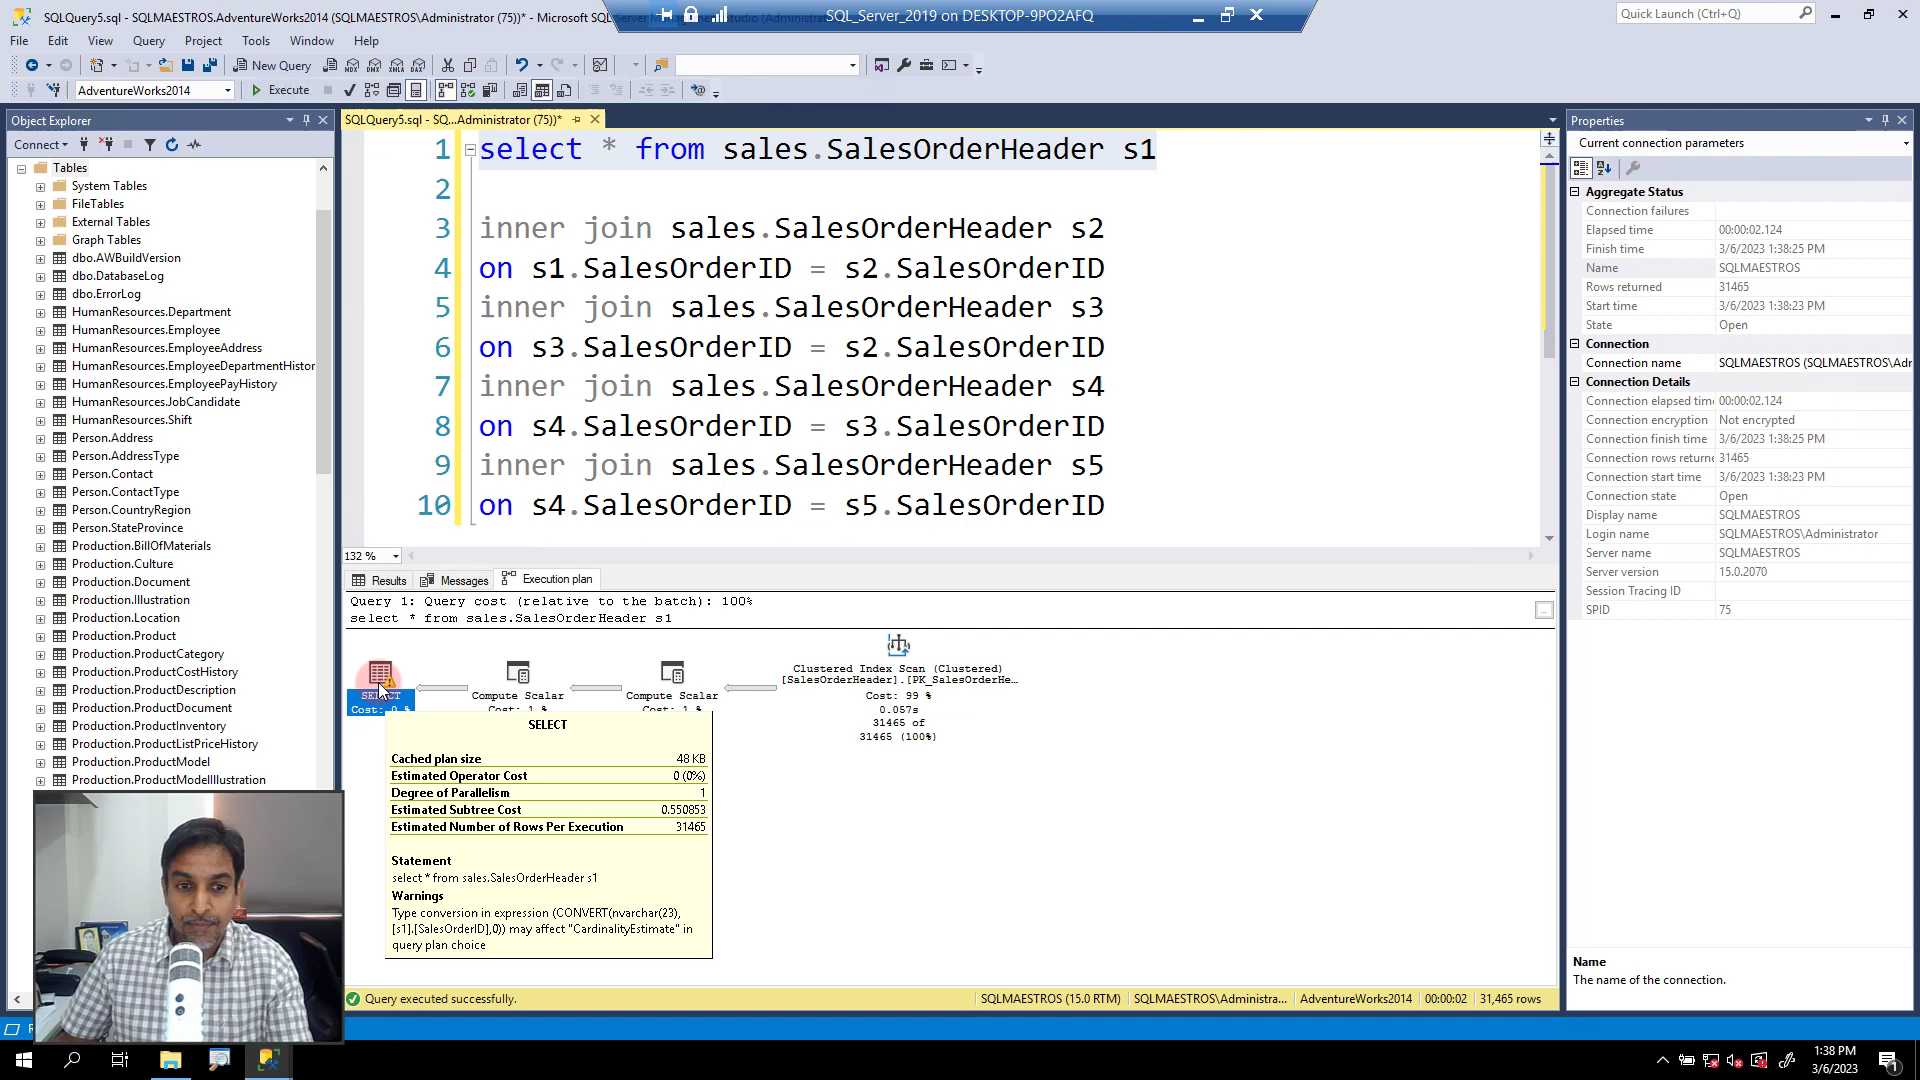 SQLQuery5.sql - SQLMAESTROS.AdventureWorks2014 (SQLMAESTROS\Administrator (75))* - Microsoft SQL Server Management Studio (Administrator)
SQL_Server_2019 on DESKTOP-9PO2AFQ
Quick Launch (Ctrl+Q)
File Edit View Query Project Tools Window Help
New Query
AdventureWorks2014
Execute
Object Explorer
Connect
Tables
System Tables
FileTables
External Tables
Graph Tables
dbo.AWBuildVersion
dbo.DatabaseLog
dbo.ErrorLog
HumanResources.Department
HumanResources.Employee
HumanResources.EmployeeAddress
HumanResources.EmployeeDepartmentHistor
HumanResources.EmployeePayHistory
HumanResources.JobCandidate
HumanResources.Shift
Person.Address
Person.AddressType
Person.Contact
Person.ContactType
Person.CountryRegion
Person.StateProvince
Production.BillOfMaterials
Production.Culture
Production.Document
Production.Illustration
Production.Location
Production.Product
Production.ProductCategory
Production.ProductCostHistory
Production.ProductDescription
Production.ProductDocument
Production.ProductInventory
Production.ProductListPriceHistory
Production.ProductModel
Production.ProductModelIllustration
SQLQuery5.sql - SQ...Administrator (75))*
1 select * from sales.SalesOrderHeader s1
2
3 inner join sales.SalesOrderHeader s2
4 on s1.SalesOrderID = s2.SalesOrderID
5 inner join sales.SalesOrderHeader s3
6 on s3.SalesOrderID = s2.SalesOrderID
7 inner join sales.SalesOrderHeader s4
8 on s4.SalesOrderID = s3.SalesOrderID
9 inner join sales.SalesOrderHeader s5
10 on s4.SalesOrderID = s5.SalesOrderID
132 %
Results Messages Execution plan
Query 1: Query cost (relative to the batch): 100%
select * from sales.SalesOrderHeader s1
SELECT
Cost: 0 %
Compute Scalar
Cost: 1 %
Compute Scalar
Cost: 1 %
Clustered Index Scan (Clustered)
[SalesOrderHeader].[PK_SalesOrderHe...
Cost: 99 %
0.057s
31465 of
31465 (100%)
SELECT
Cached plan size 48 KB
Estimated Operator Cost 0 (0%)
Degree of Parallelism 1
Estimated Subtree Cost 0.550853
Estimated Number of Rows Per Execution 31465
Statement
select * from sales.SalesOrderHeader s1
Warnings
Type conversion in expression (CONVERT(nvarchar(23),
[s1].[SalesOrderID],0)) may affect "CardinalityEstimate" in
query plan choice
Query executed successfully.
SQLMAESTROS (15.0 RTM) SQLMAESTROS\Administra... AdventureWorks2014 00:00:02 31,465 rows
Properties
Current connection parameters
Aggregate Status
Connection failures
Elapsed time 00:00:02.124
Finish time 3/6/2023 1:38:25 PM
Name SQLMAESTROS
Rows returned 31465
Start time 3/6/2023 1:38:23 PM
State Open
Connection
Connection name SQLMAESTROS (SQLMAESTROS\Adr
Connection Details
Connection elapsed tim 00:00:02.124
Connection encryption Not encrypted
Connection finish time 3/6/2023 1:38:25 PM
Connection rows returne 31465
Connection start time 3/6/2023 1:38:23 PM
Connection state Open
Display name SQLMAESTROS
Login name SQLMAESTROS\Administrator
Server name SQLMAESTROS
Server version 15.0.2070
Session Tracing ID
SPID 75
Name
The name of the connection.
1:38 PM
3/6/2023
1